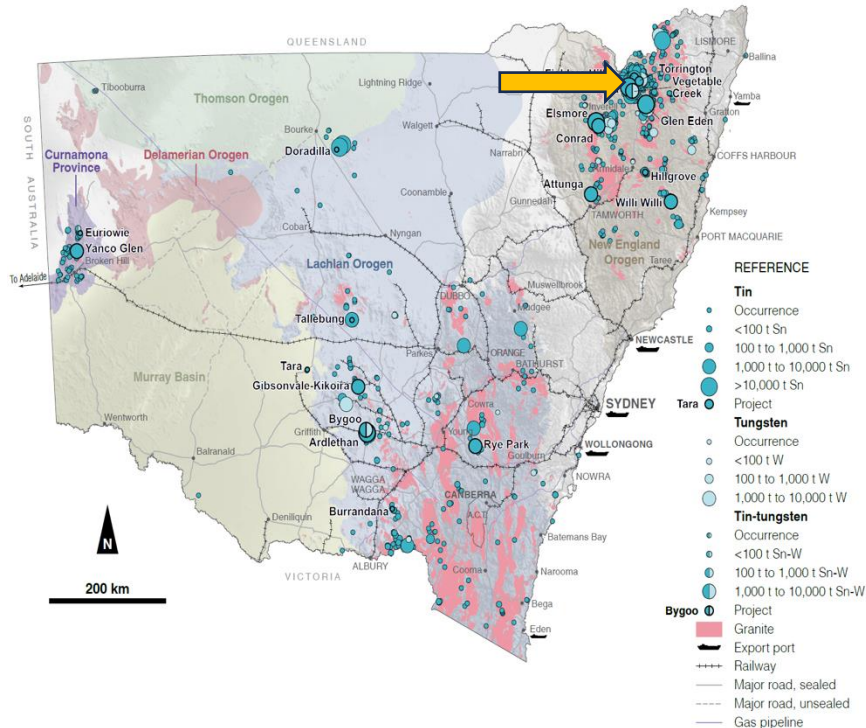 QUEENSLAND
LISMORE
Ballina
Tibooburra
Lightning Ridge
Torrington
Vegetable
Creek
Yamba
Thomson Orogen
Bourke
Walgett
Elsmore
Inverell
Glen Eden
Grafton
SOUTH AUSTRALIA
Conrad
Curnamona
Province
Delamerian Orogen
Doradilla
Narrabri
COFFS HARBOUR
Armidale
Coonamble
Attunga
Hillgrove
Gunnedah
Willi Willi
Euriowie
Cobar
Nyngan
TAMWORTH
Kempsey
Yanco Glen
Broken Hill
New England
Orogen
PORT MACQUARIE
To Adelaide
Lachlan Orogen
Taree
DUBBO
Muswellbrook
Mudgee
Tallebung
Murray Basin
Parkes
ORANGE
NEWCASTLE
Tara
BATHURST
Gibsonvale-Kikoira
Cowra
SYDNEY
Wentworth
Bygoo
Griffith
Young
Ardlethan
Rye Park
WOLLONGONG
Balranald
Goulburn
WAGGA
WAGGA
NOWRA
CANBERRA
Burrandana
A.C.T.
Deniliquin
Batemans Bay
N
ALBURY
VICTORIA
Cooma
Narooma
200 km
Bega
Eden
REFERENCE
Tin
Occurrence
<100 t Sn
100 t to 1,000 t Sn
1,000 t to 10,000 t Sn
>10,000 t Sn
Tara Project
Tungsten
Occurrence
<100 t W
100 t to 1,000 t W
1,000 t to 10,000 t W
Tin-tungsten
Occurrence
<100 t Sn-W
100 t to 1,000 t Sn-W
1,000 t to 10,000 t Sn-W
Bygoo Project
Granite
Export port
Railway
Major road, sealed
Major road, unsealed
Gas pipeline